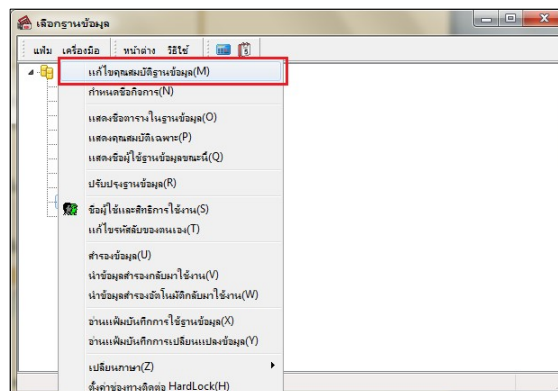 เลือกฐานข้อมูล
แฟ้ม เครื่องมือ หน้าต่าง วิธีใช้
แก้ไขคุณสมบัติฐานข้อมูล(M)
กำหนดชื่อกิจการ(N)
แสดงชื่อตารางในฐานข้อมูล(O)
แสดงคุณสมบัติเฉพาะ(P)
แสดงชื่อผู้ใช้ฐานข้อมูลขณะนี้(Q)
ปรับปรุงฐานข้อมูล(R)
ชื่อผู้ใช้และสิทธิการใช้งาน(S)
แก้ไขรหัสลับของตนเอง(T)
สำรองข้อมูล(U)
นำข้อมูลสำรองกลับมาใช้งาน(V)
นำข้อมูลสำรองอัตโนมัติกลับมาใช้งาน(W)
อ่านแฟ้มบันทึกการใช้ฐานข้อมูล(X)
อ่านแฟ้มบันทึกการเปลี่ยนแปลงข้อมูล(Y)
เปลี่ยนภาษา(Z)
ตั้งค่าช่องทางติดต่อ HardLock(H)